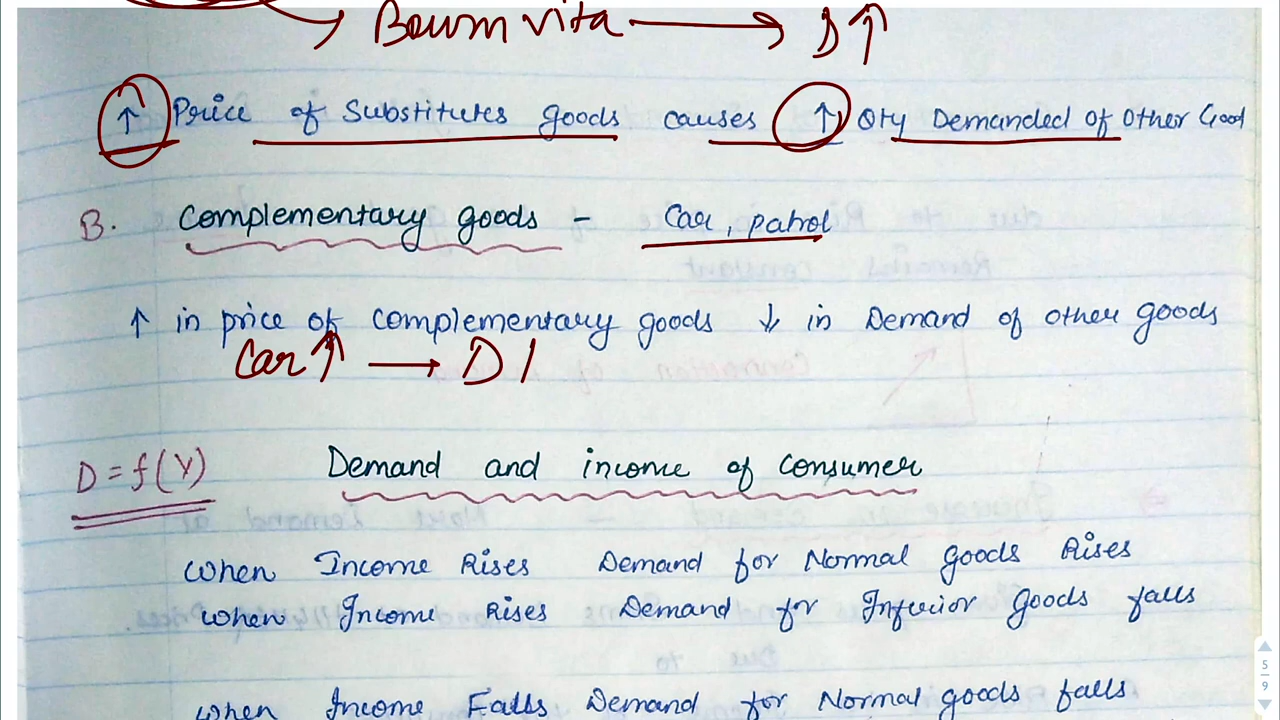 Bournvita → D↑
↑ Price of Substitutes goods causes ↑ Qty Demanded of Other Good
B. Complementary goods - Car, patrol
↑ in price of complementary goods ↓ in Demand of other goods
Car ↑ → D
D = f(Y) Demand and income of consumer
When Income Rises Demand for Normal Goods Rises
when Income Rises Demand for Inferior Goods falls
when Income Falls Demand for Normal goods falls
5
9